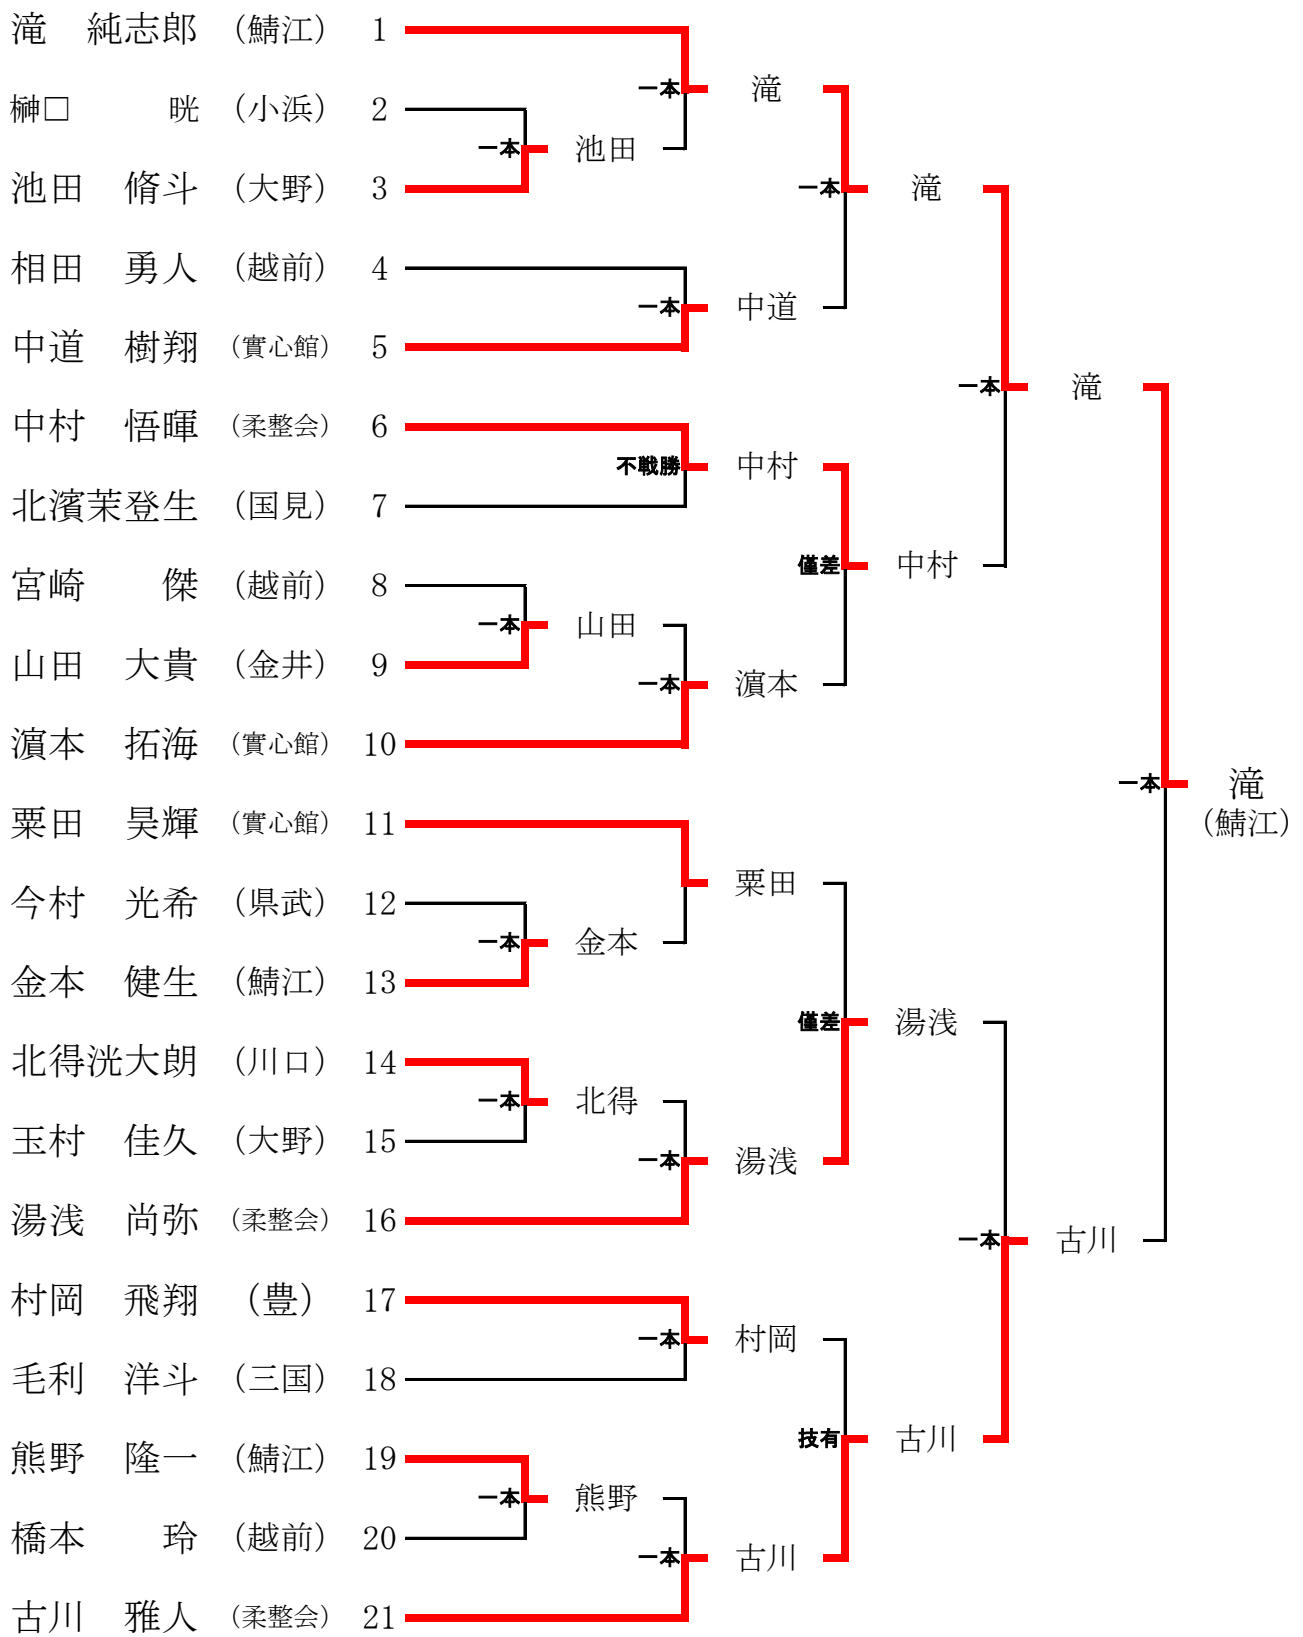 滝　純志郎 (鯖江) 1
一本 滝
榊□　晄 (小浜) 2
一本 池田
池田　脩斗 (大野) 3
一本 滝
相田　勇人 (越前) 4
一本 中道
中道　樹翔 (實心館) 5
一本 滝
中村　悟暉 (柔整会) 6
不戦勝 中村
北濱茉登生 (国見) 7
僅差 中村
宮崎　傑 (越前) 8
一本 山田
山田　大貴 (金井) 9
一本 濵本
濵本　拓海 (實心館) 10
一本 滝
(鯖江)
粟田　昊輝 (實心館) 11
粟田
今村　光希 (県武) 12
一本 金本
金本　健生 (鯖江) 13
僅差 湯浅
北得洸大朗 (川口) 14
一本 北得
玉村　佳久 (大野) 15
一本 湯浅
湯浅　尚弥 (柔整会) 16
一本 古川
村岡　飛翔 (豊) 17
一本 村岡
毛利　洋斗 (三国) 18
技有 古川
熊野　隆一 (鯖江) 19
一本 熊野
橋本　玲 (越前) 20
一本 古川
古川　雅人 (柔整会) 21